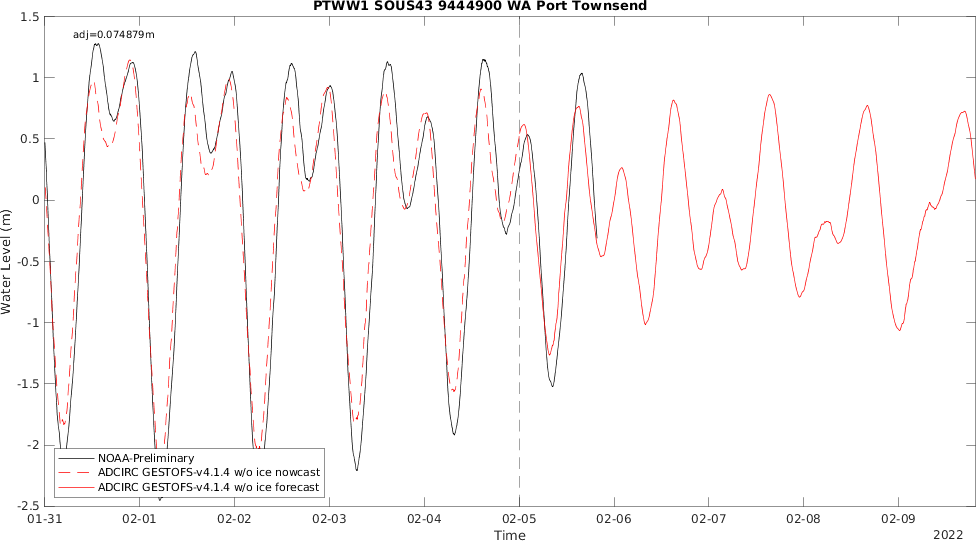 PTWW1 SOUS43 9444900 WA Port Townsend
adj=0.074879m
1.5
1
0.5
0
-0.5
-1
-1.5
-2
-2.5
Water Level (m)
NOAA-Preliminary
ADCIRC GESTOFS-v4.1.4 w/o ice nowcast
ADCIRC GESTOFS-v4.1.4 w/o ice forecast
01-31 02-01 02-02 02-03 02-04 02-05 02-06 02-07 02-08 02-09
Time
2022